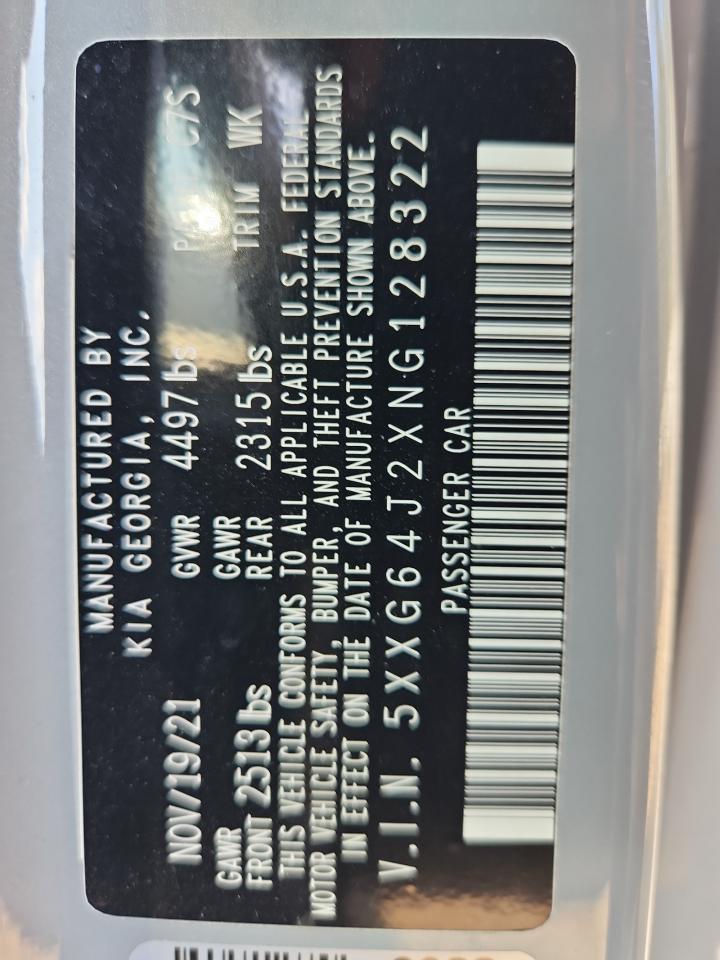 MANUFACTURED BY
KIA GEORGIA, INC.
NOV/19/21 GVWR 4497 lbs C7S
GAWR GAWR
FRONT 2513 lbs REAR 2315 lbs TRIM WK
THIS VEHICLE CONFORMS TO ALL APPLICABLE U.S.A. FEDERAL
MOTOR VEHICLE SAFETY, BUMPER, AND THEFT PREVENTION STANDARDS
IN EFFECT ON THE DATE OF MANUFACTURE SHOWN ABOVE.
V.I.N. 5XXG64J2XNG128322
PASSENGER CAR